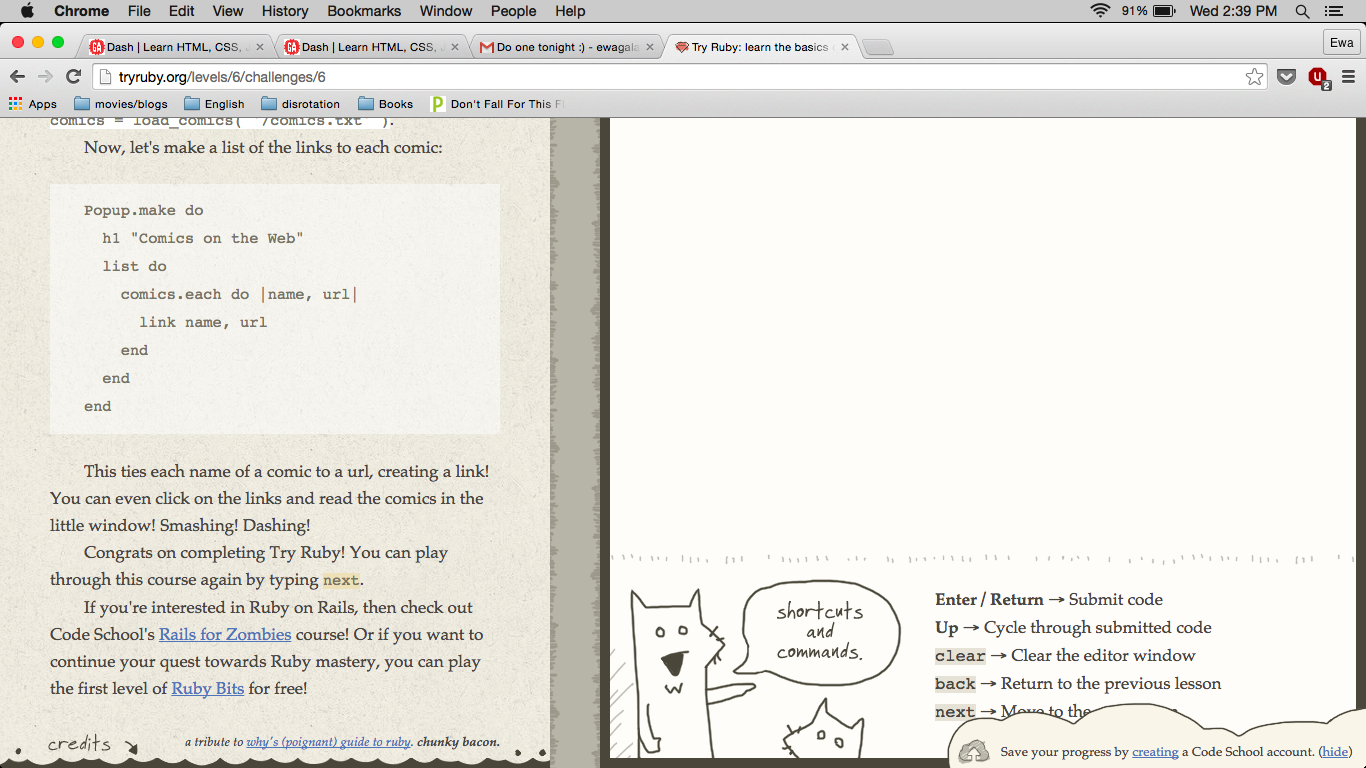 Chrome File Edit View History Bookmarks Window People Help 91% Wed 2:39 PM
Dash | Learn HTML, CSS, Dash | Learn HTML, CSS, Do one tonight :) - ewagala Try Ruby: learn the basics Ewa
tryruby.org/levels/6/challenges/6
Apps movies/blogs English disrotation Books Don't Fall For This
comics = load_comics( '/comics.txt' ).
Now, let's make a list of the links to each comic:
Popup.make do
h1 "Comics on the Web"
list do
comics.each do |name, url|
link name, url
end
end
end
This ties each name of a comic to a url, creating a link!
You can even click on the links and read the comics in the
little window! Smashing! Dashing!
Congrats on completing Try Ruby! You can play
through this course again by typing next.
If you're interested in Ruby on Rails, then check out
Code School's Rails for Zombies course! Or if you want to
continue your quest towards Ruby mastery, you can play
the first level of Ruby Bits for free!
credits
a tribute to why's (poignant) guide to ruby. chunky bacon.
shortcuts
and
commands.
Enter / Return → Submit code
Up → Cycle through submitted code
clear → Clear the editor window
back → Return to the previous lesson
next → Move to the
Save your progress by creating a Code School account. (hide)